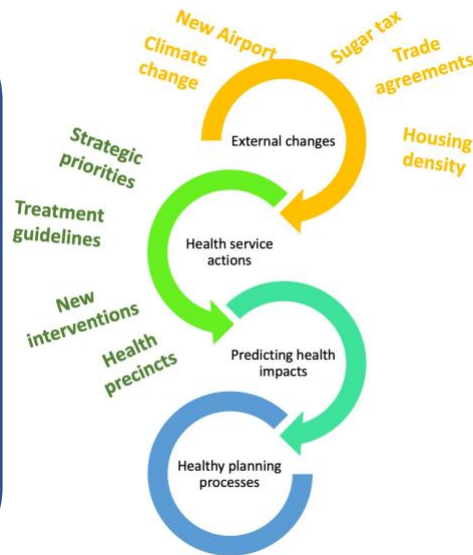 New Airport
Climate
change
Sugar tax
Trade
agreements
Housing
density
External changes
Strategic
priorities
Treatment
guidelines
Health service
actions
New
interventions
Health
precincts
Predicting health
impacts
Healthy planning
processes